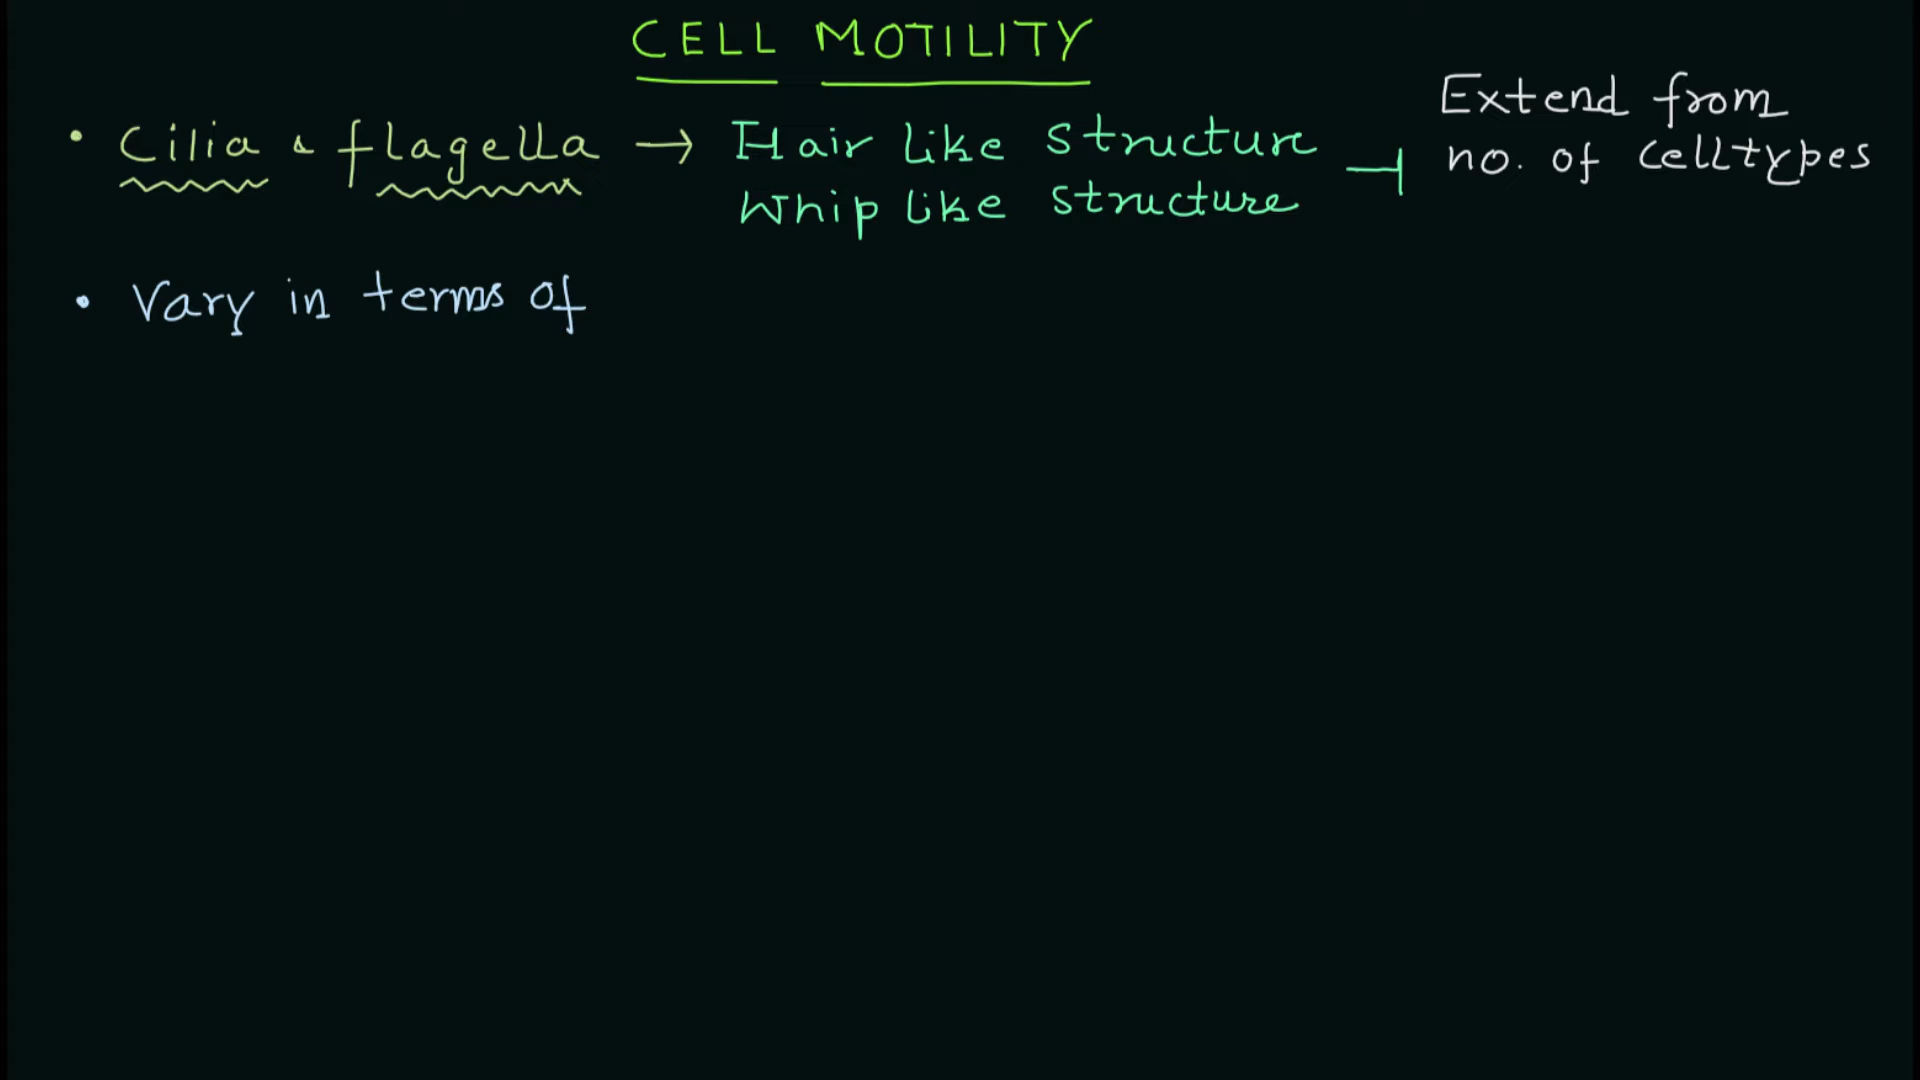 CELL MOTILITY
• Cilia & flagella → Hair like structure
Whip like structure
Extend from
no. of celltypes
• Vary in terms of